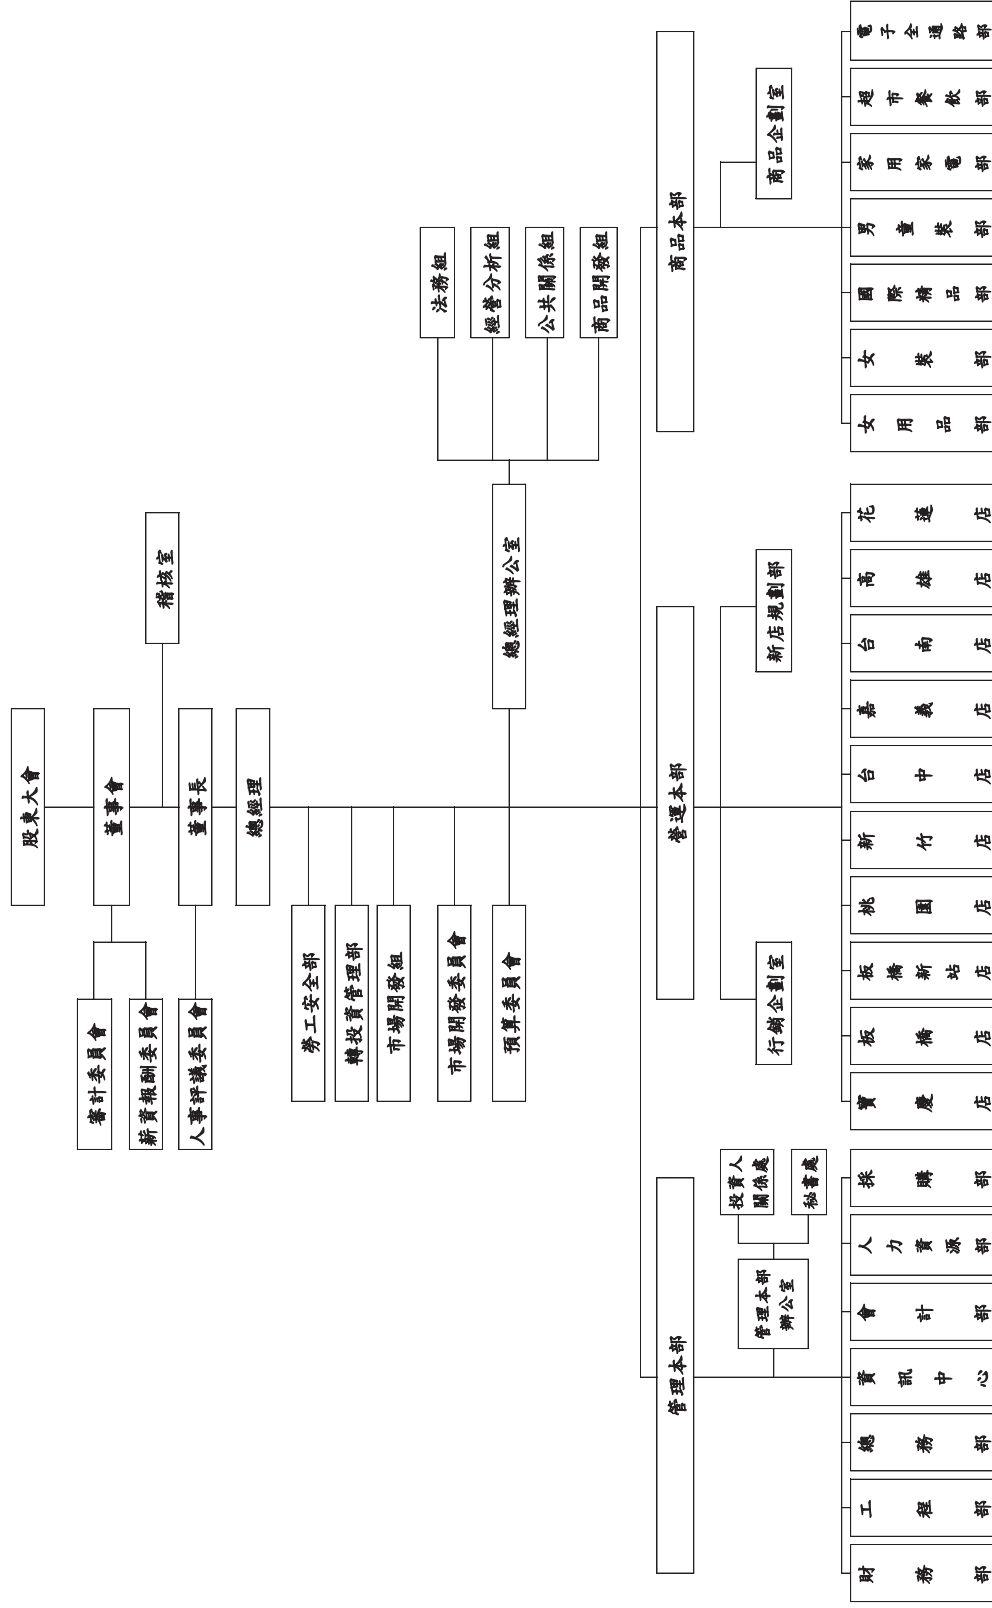 股東大會
董事會
稽核室
審計委員會
薪資報酬委員會
董事長
人事評議委員會
總經理
勞工安全部
轉投資管理部
市場開發組
市場開發委員會
預算委員會
總經理辦公室
法務組
經營分析組
公共關係組
商品開發組
管理本部
營運本部
商品本部
管理本部
辦公室
投資人
關係處
秘書處
行銷企劃室
新店規劃部
商品企劃室
財務部
工程部
總務部
資訊中心
會計部
人力資源部
採購部
寶慶店
板橋店
板橋新站店
桃園店
新竹店
台中店
嘉義店
台南店
高雄店
花蓮店
女用品部
女裝部
國際精品部
男童裝部
家用家電部
超市餐飲部
電子全通路部